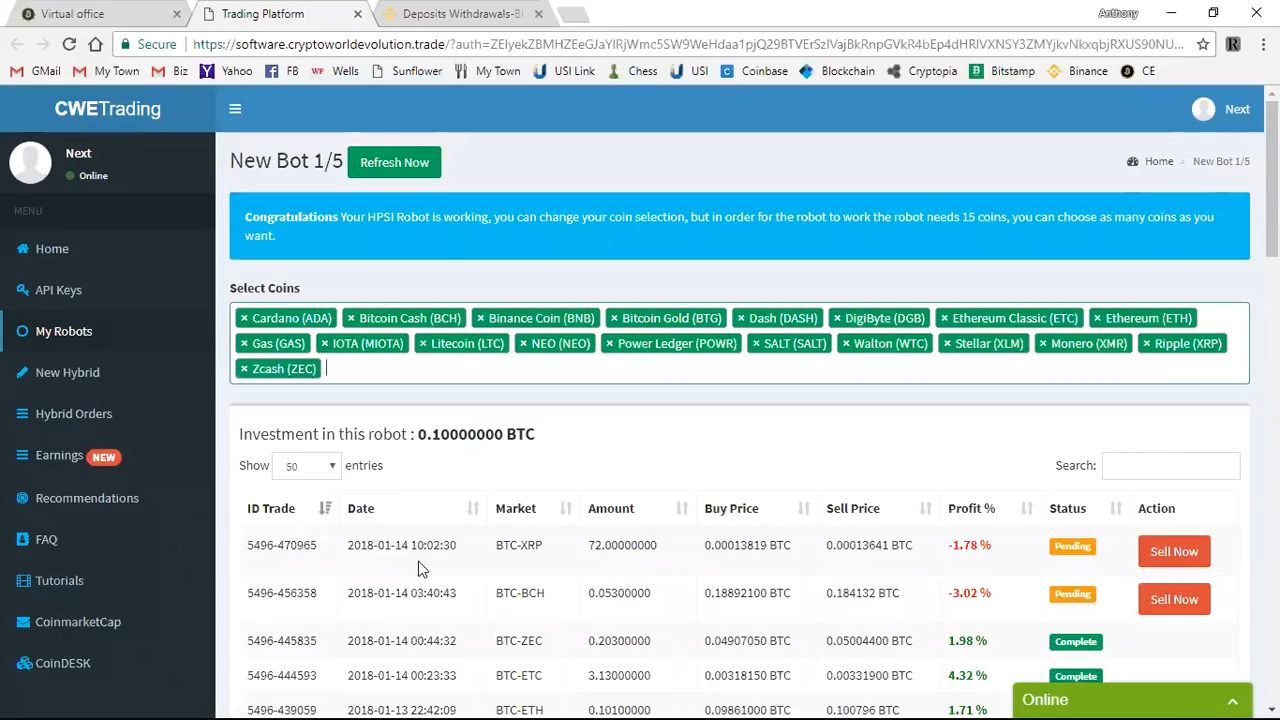 Virtual office
Trading Platform
Deposits Withdrawals-Bi
Anthony
Secure
https://software.cryptoworldevolution.trade/?auth=
GMail
My Town
Biz
Yahoo
FB
Wells
Sunflower
My Town
USI Link
Chess
USI
Coinbase
Blockchain
Cryptopia
Bitstamp
Binance
CE
CWETrading
Next
Next
Online
MENU
Home
API Keys
My Robots
New Hybrid
Hybrid Orders
Earnings NEW
Recommendations
FAQ
Tutorials
CoinmarketCap
CoinDESK
New Bot 1/5 Refresh Now
Home > New Bot 1/5
Congratulations Your HPSI Robot is working, you can change your coin selection, but in order for the robot to work the robot needs 15 coins, you can choose as many coins as you
want.
Select Coins
× Cardano (ADA) × Bitcoin Cash (BCH) × Binance Coin (BNB) × Bitcoin Gold (BTG) × Dash (DASH) × DigiByte (DGB) × Ethereum Classic (ETC) × Ethereum (ETH)
× Gas (GAS) × IOTA (MIOTA) × Litecoin (LTC) × NEO (NEO) × Power Ledger (POWR) × SALT (SALT) × Walton (WTC) × Stellar (XLM) × Monero (XMR) × Ripple (XRP)
× Zcash (ZEC)
Investment in this robot : 0.10000000 BTC
Show 50 entries
Search:
ID Trade Date Market Amount Buy Price Sell Price Profit % Status Action
5496-470965 2018-01-14 10:02:30 BTC-XRP 72.00000000 0.00013819 BTC 0.00013641 BTC -1.78 % Pending Sell Now
5496-456358 2018-01-14 03:40:43 BTC-BCH 0.05300000 0.18892100 BTC 0.184132 BTC -3.02 % Pending Sell Now
5496-445835 2018-01-14 00:44:32 BTC-ZEC 0.20300000 0.04907050 BTC 0.05004400 BTC 1.98 % Complete
5496-444593 2018-01-14 00:23:33 BTC-ETC 3.13000000 0.00318150 BTC 0.00331900 BTC 4.32 % Complete
5496-439059 2018-01-13 22:42:09 BTC-ETH 0.10100000 0.09861000 BTC 0.100796 BTC 1.71 %
Online